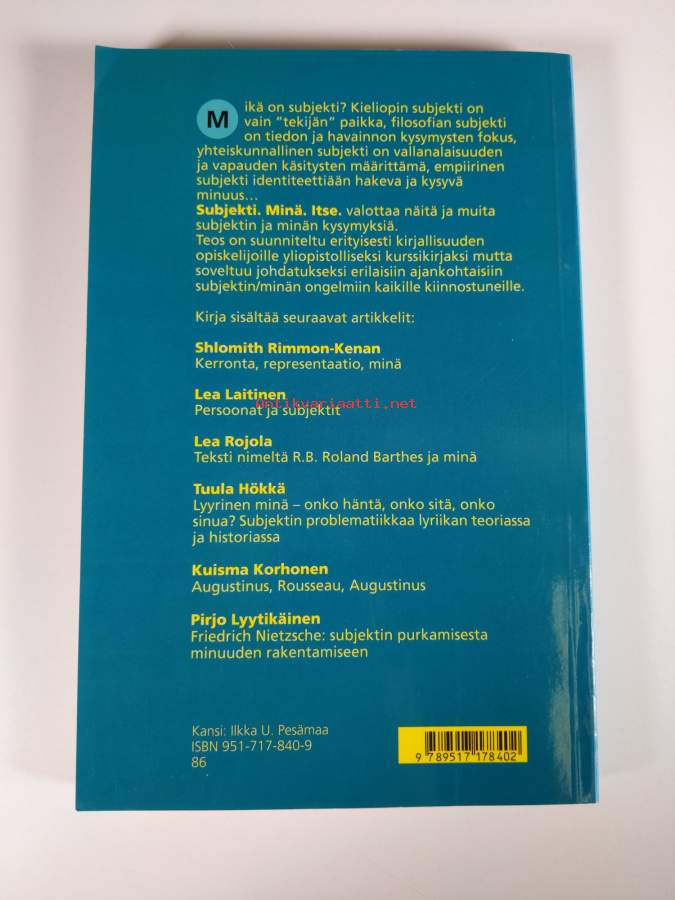 Mikä on subjekti? Kieliopin subjekti on
vain "tekijän" paikka, filosofian subjekti
on tiedon ja havainnon kysymysten fokus,
yhteiskunnallinen subjekti on vallanalaisuuden
ja vapauden käsitysten määrittämä, empiirinen
subjekti identiteettiään hakeva ja kysyvä
minuus...
Subjekti. Minä. Itse. valottaa näitä ja muita
subjektin ja minän kysymyksiä.
Teos on suunniteltu erityisesti kirjallisuuden
opiskelijoille yliopistolliseksi kurssikirjaksi mutta
soveltuu johdatukseksi erilaisiin ajankohtaisiin
subjektin/minän ongelmiin kaikille kiinnostuneille.
Kirja sisältää seuraavat artikkelit:
Shlomith Rimmon-Kenan
Kerronta, representaatio, minä
Lea Laitinen
Antikvariaatti.net
Persoonat ja subjektit
Lea Rojola
Teksti nimeltä R.B. Roland Barthes ja minä
Tuula Hökkä
Lyyrinen minä – onko häntä, onko sitä, onko
sinua? Subjektin problematiikkaa lyriikan teoriassa
ja historiassa
Kuisma Korhonen
Augustinus, Rousseau, Augustinus
Pirjo Lyytikäinen
Friedrich Nietzsche: subjektin purkamisesta
minuuden rakentamiseen
Kansi: Ilkka U. Pesämaa
ISBN 951-717-840-9
86
9 789517 178402